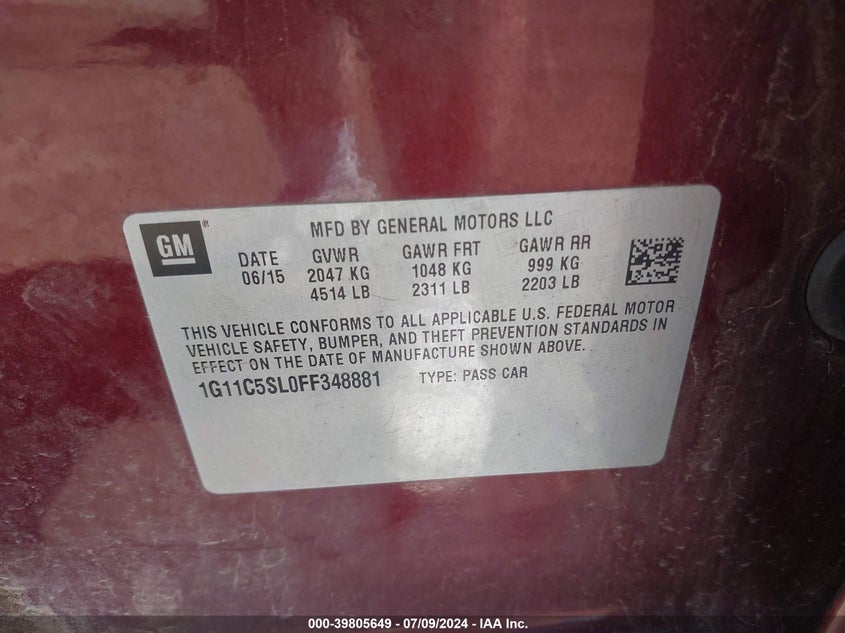 GM®
MFD BY GENERAL MOTORS LLC
DATE GVWR GAWR FRT GAWR RR
06/15 2047 KG 1048 KG 999 KG
4514 LB 2311 LB 2203 LB
THIS VEHICLE CONFORMS TO ALL APPLICABLE U.S. FEDERAL MOTOR
VEHICLE SAFETY, BUMPER, AND THEFT PREVENTION STANDARDS IN
EFFECT ON THE DATE OF MANUFACTURE SHOWN ABOVE.
1G11C5SL0FF348881 TYPE: PASS CAR
000-39805649 - 07/09/2024 - IAA Inc.